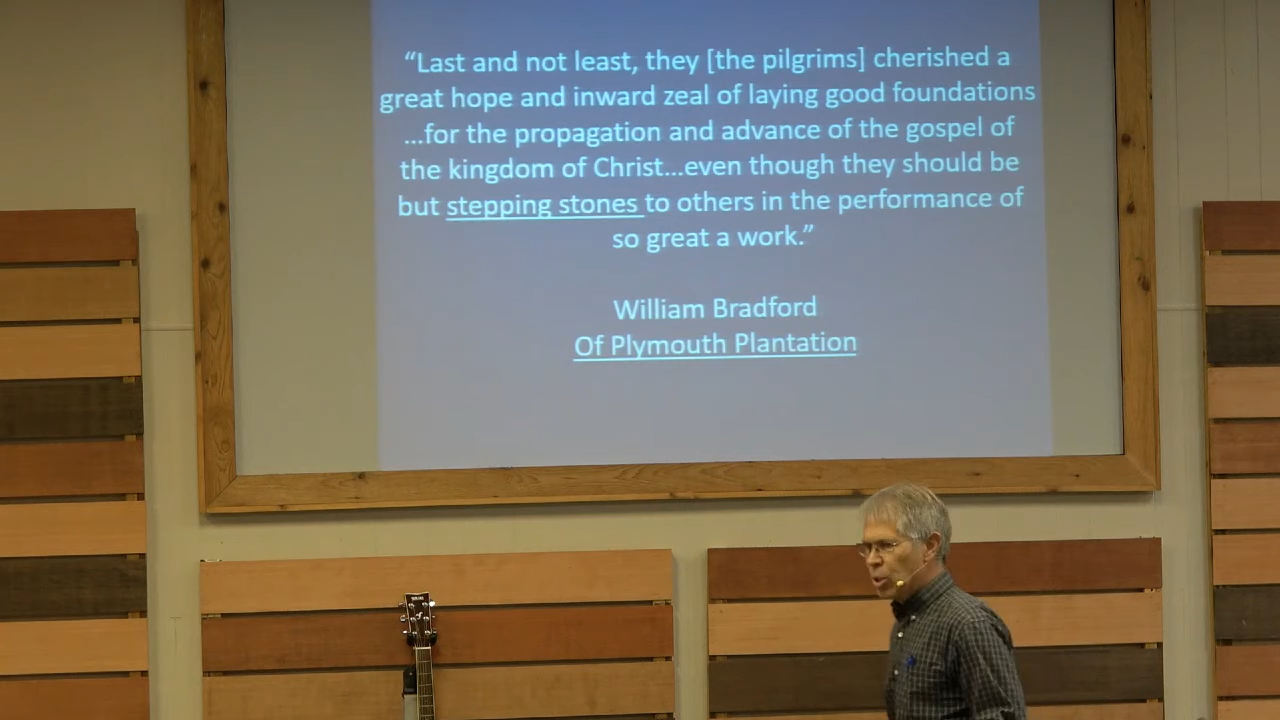 “Last and not least, they [the pilgrims] cherished a
great hope and inward zeal of laying good foundations
...for the propagation and advance of the gospel of
the kingdom of Christ...even though they should be
but stepping stones to others in the performance of
so great a work.”
William Bradford
Of Plymouth Plantation